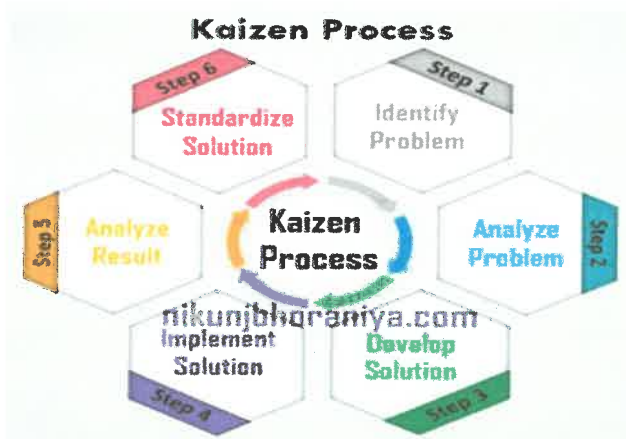 Kaizen Process
Step 1
Identify
Problem
Step 2
Analyze
Problem
Step 3
Develop
Solution
Step 4
Implement
Solution
Step 5
Analyze
Result
Step 6
Standardize
Solution
Kaizen
Process
nikunjbhoraniya.com